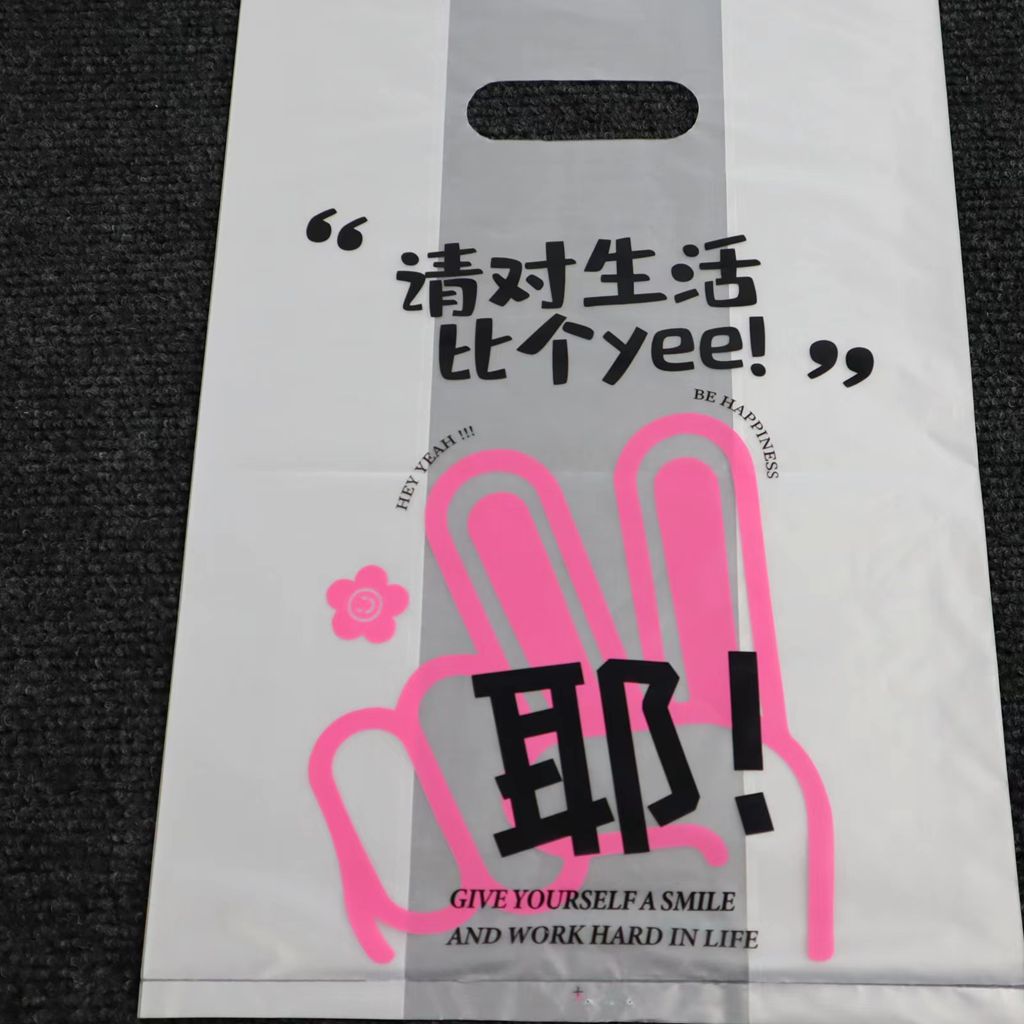 “请对生活
比个yee!”
HEY YEAH !!!
BE HAPPINESS
耶!
GIVE YOURSELF A SMILE
AND WORK HARD IN LIFE